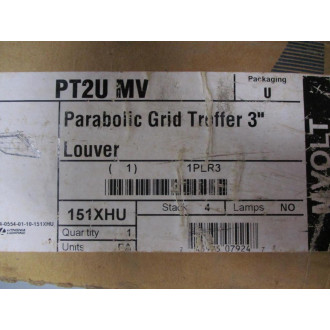 PT2U MV
Packaging
U
Parabolic Grid Troffer 3"
Louver
( 1) 1PLR3
151XHU
Stack 4
Lamps NO
Quantity 1
Units EA
MVOLT